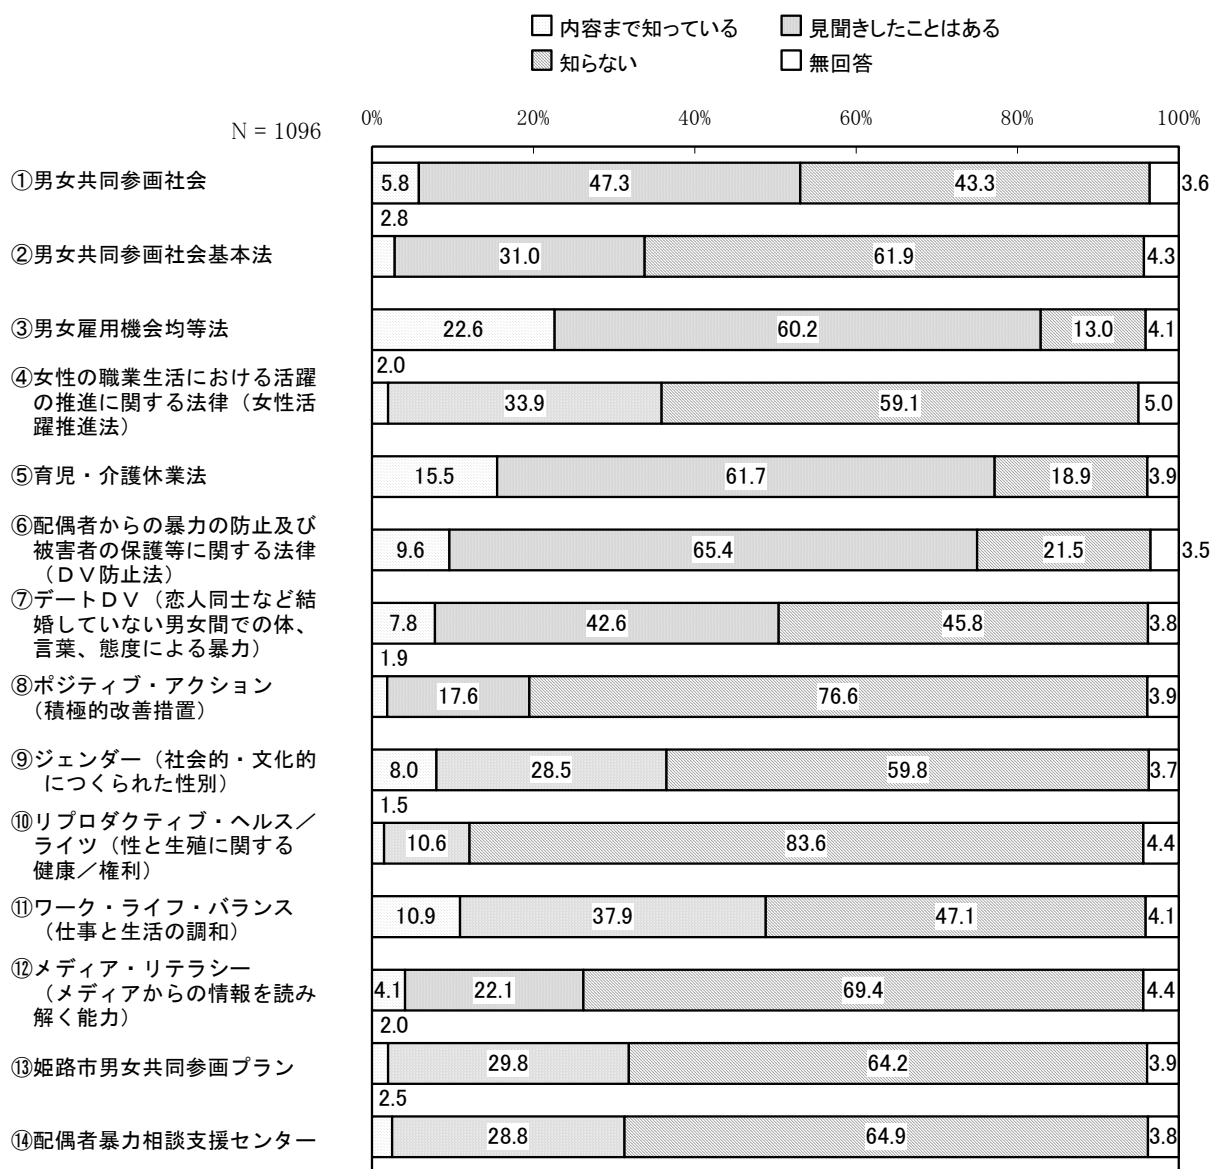 内容まで知っている 見聞きしたことはある
知らない 無回答
N = 1096
0% 20% 40% 60% 80% 100%
①男女共同参画社会
5.8 47.3 43.3 3.6
2.8
②男女共同参画社会基本法
31.0 61.9 4.3
③男女雇用機会均等法
22.6 60.2 13.0 4.1
2.0
④女性の職業生活における活躍
の推進に関する法律（女性活
躍推進法）
33.9 59.1 5.0
⑤育児・介護休業法
15.5 61.7 18.9 3.9
⑥配偶者からの暴力の防止及び
被害者の保護等に関する法律
（ＤＶ防止法）
9.6 65.4 21.5 3.5
⑦デートＤＶ（恋人同士など結
婚していない男女間での体、
言葉、態度による暴力）
7.8 42.6 45.8 3.8
1.9
⑧ポジティブ・アクション
（積極的改善措置）
17.6 76.6 3.9
⑨ジェンダー（社会的・文化的
につくられた性別）
8.0 28.5 59.8 3.7
1.5
⑩リプロダクティブ・ヘルス／
ライツ（性と生殖に関する
健康／権利）
10.6 83.6 4.4
⑪ワーク・ライフ・バランス
（仕事と生活の調和）
10.9 37.9 47.1 4.1
⑫メディア・リテラシー
（メディアからの情報を読み
解く能力）
4.1 22.1 69.4 4.4
2.0
⑬姫路市男女共同参画プラン
29.8 64.2 3.9
2.5
⑭配偶者暴力相談支援センター
28.8 64.9 3.8